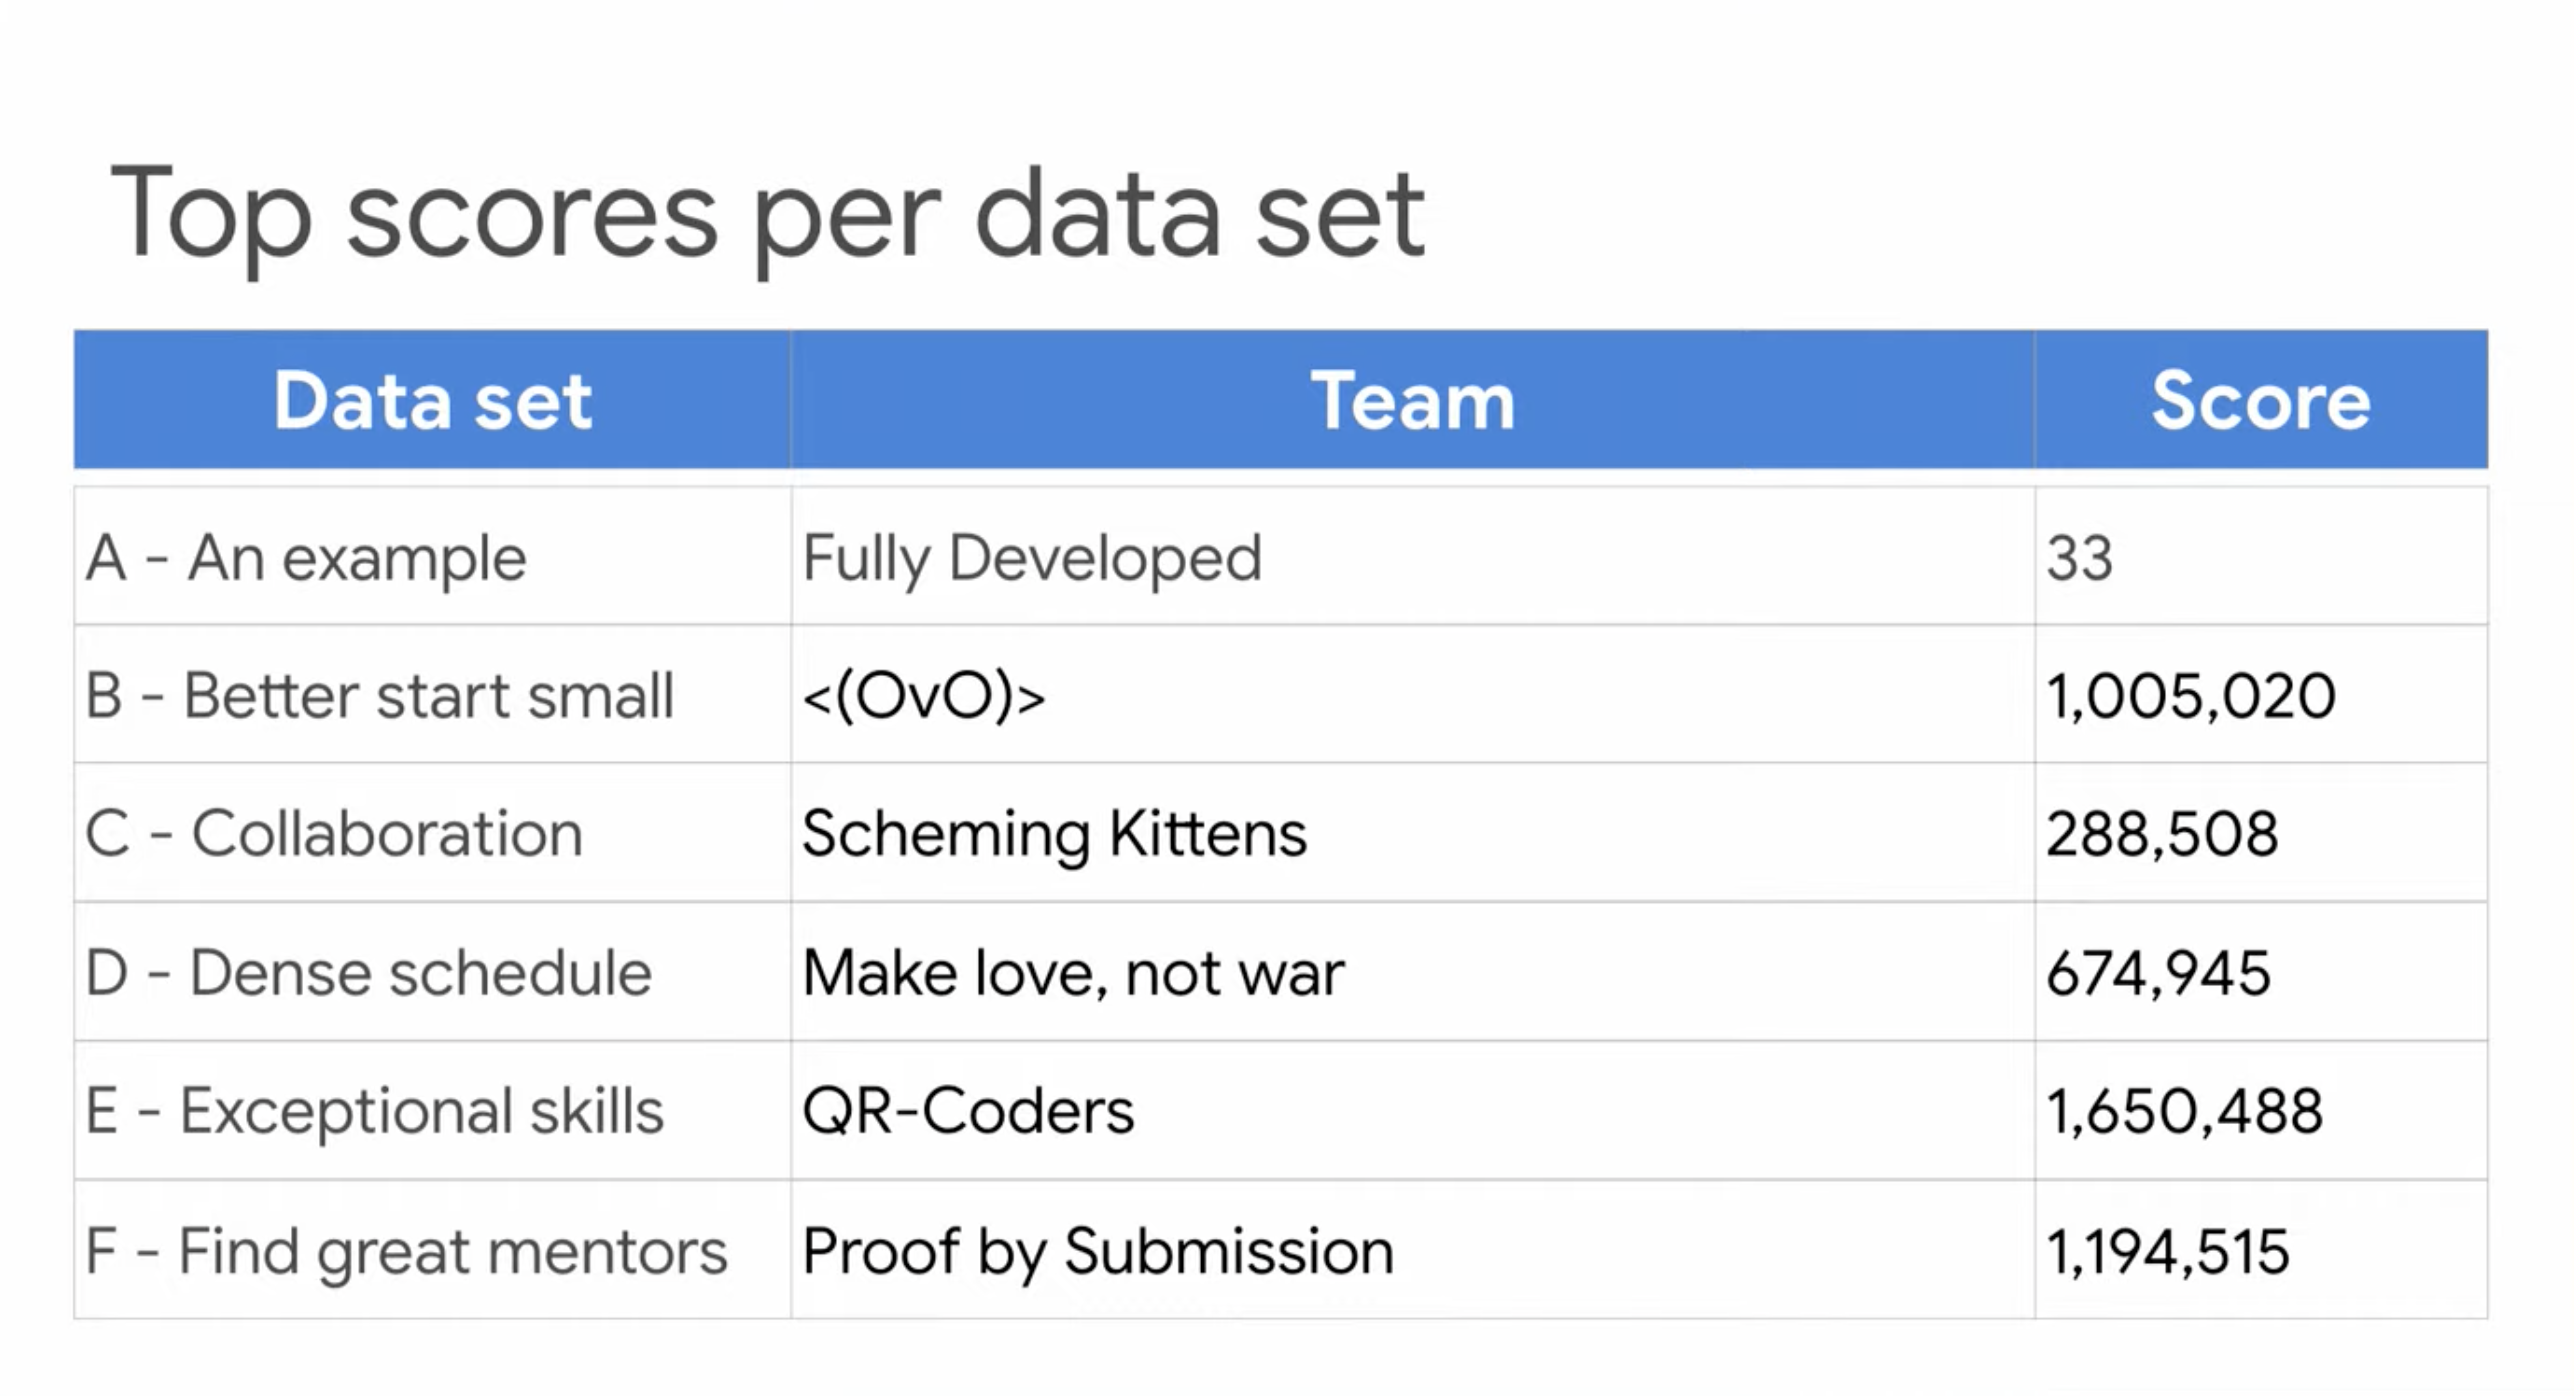 Top scores per data set
Data set Team Score
A - An example Fully Developed 33
B - Better start small <(OvO)> 1,005,020
C - Collaboration Scheming Kittens 288,508
D - Dense schedule Make love, not war 674,945
E - Exceptional skills QR-Coders 1,650,488
F - Find great mentors Proof by Submission 1,194,515